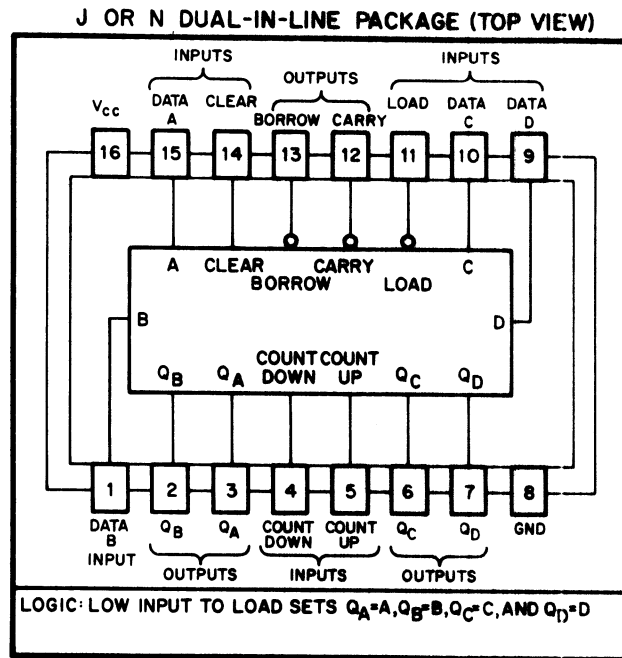 J OR N DUAL-IN-LINE PACKAGE (TOP VIEW)
INPUTS OUTPUTS INPUTS
VCC DATA A CLEAR BORROW CARRY LOAD DATA C DATA D
16 15 14 13 12 11 10 9
A CLEAR BORROW CARRY LOAD C
B D
QB QA COUNT DOWN COUNT UP QC QD
1 2 3 4 5 6 7 8
DATA B INPUT QB QA COUNT DOWN COUNT UP QC QD GND
OUTPUTS INPUTS OUTPUTS
LOGIC: LOW INPUT TO LOAD SETS QA=A, QB=B, QC=C, AND QD=D